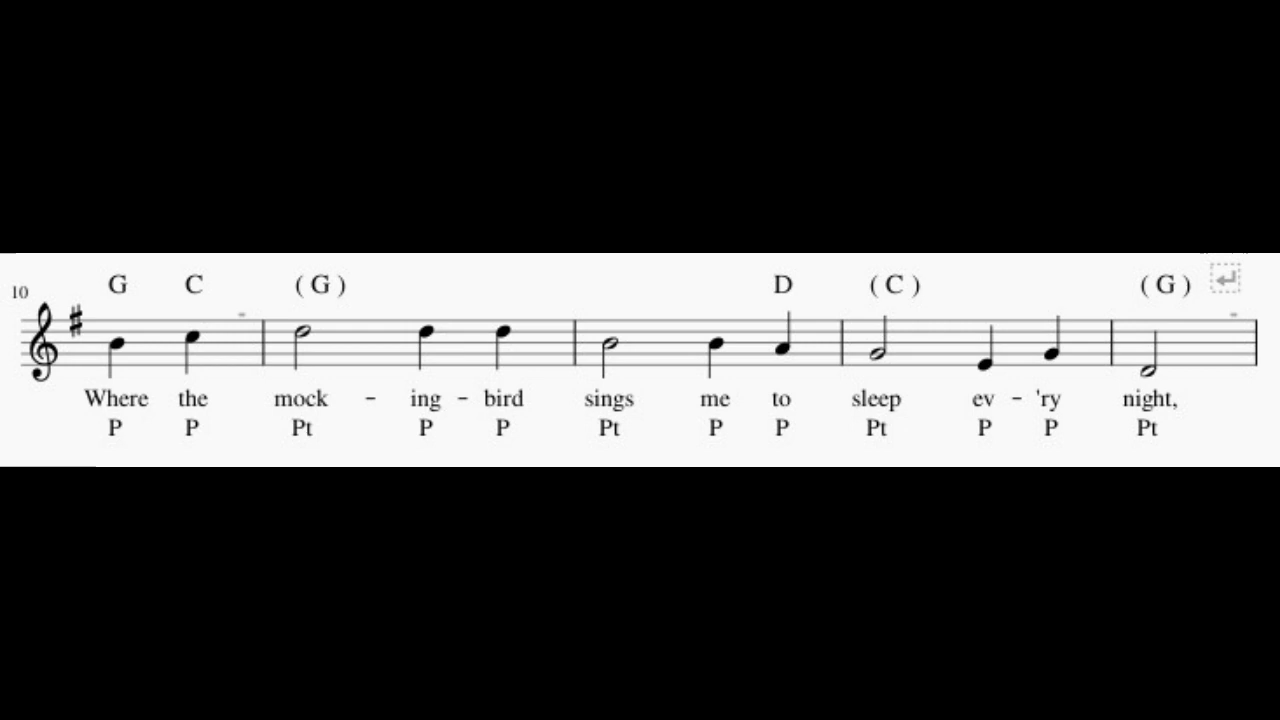 G C ( G ) D ( C ) ( G )
10
Where the mock - ing - bird sings me to sleep ev - 'ry night,
P P Pt P P Pt P P Pt P P Pt